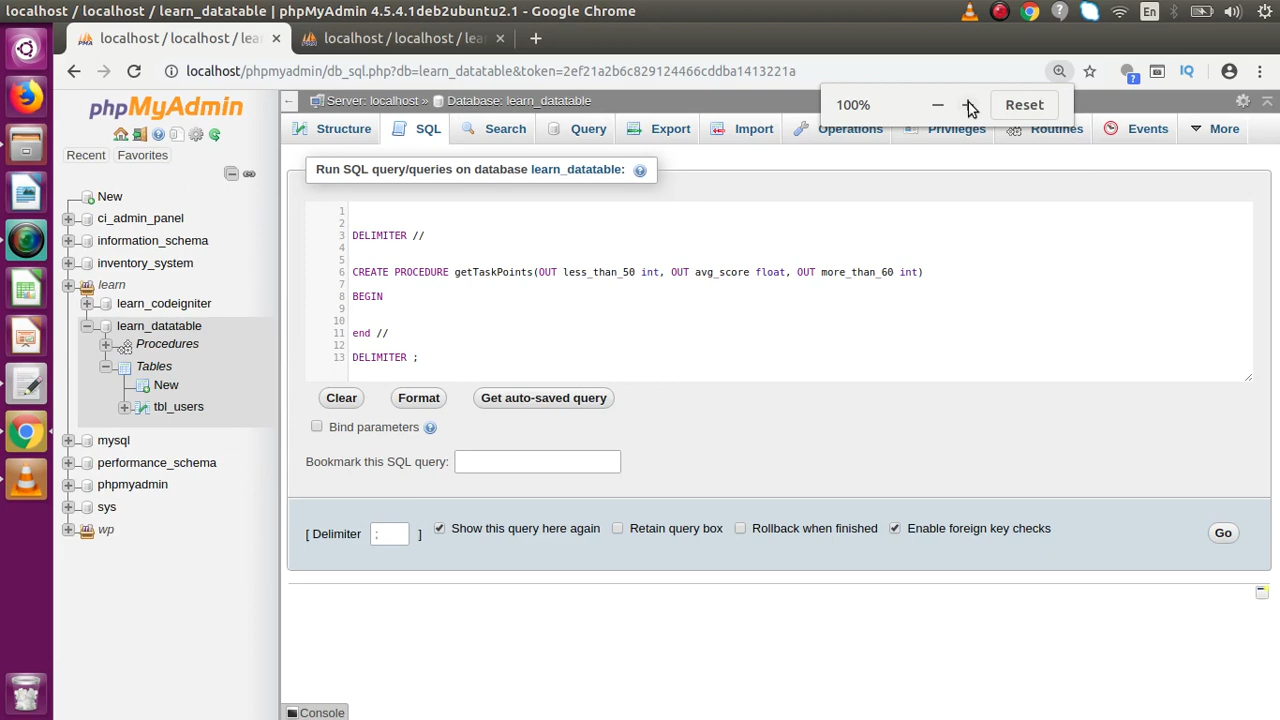 localhost / localhost / learn_datatable | phpMyAdmin 4.5.4.1deb2ubuntu2.1 - Google Chrome
En
localhost / localhost / lea
localhost / localhost / lea
localhost/phpmyadmin/db_sql.php?db=learn_datatable&token=2ef21a2b6c829124466cddba1413221a
IQ
100%
Reset
phpMyAdmin
Recent
Favorites
New
ci_admin_panel
information_schema
inventory_system
learn
learn_codeigniter
learn_datatable
Procedures
Tables
New
tbl_users
mysql
performance_schema
phpmyadmin
sys
wp
Server: localhost » Database: learn_datatable
Structure SQL Search Query Export Import Operations Privileges Routines Events More
Run SQL query/queries on database learn_datatable:
1
2
3 DELIMITER //
4
5
6 CREATE PROCEDURE getTaskPoints(OUT less_than_50 int, OUT avg_score float, OUT more_than_60 int)
7
8 BEGIN
9
10
11 end //
12
13 DELIMITER ;
Clear Format Get auto-saved query
Bind parameters
Bookmark this SQL query:
[ Delimiter ; ] Show this query here again Retain query box Rollback when finished Enable foreign key checks Go
Console